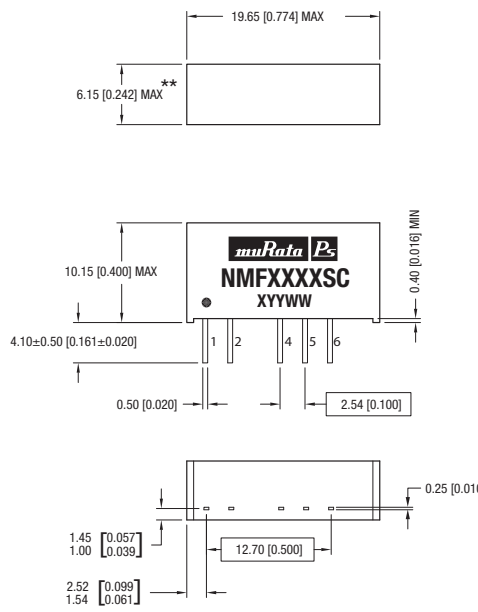 19.65 [0.774] MAX
6.15 [0.242] MAX **
muRata Ps
NMFXXXXSC
XYYWW
10.15 [0.400] MAX
0.40 [0.016] MIN
4.10±0.50 [0.161±0.020]
1 2 4 5 6
0.50 [0.020]
2.54 [0.100]
0.25 [0.010
1.45 [0.057]
1.00 [0.039]
12.70 [0.500]
2.52 [0.099]
1.54 [0.061]